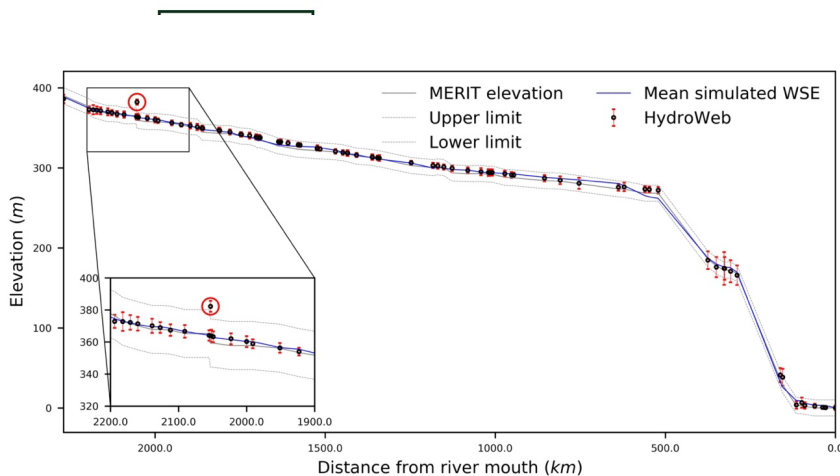 400
300
200
100
0
Elevation (m)
MERIT elevation
Upper limit
Lower limit
Mean simulated WSE
HydroWeb
400
380
360
340
320
2200.0 2100.0 2000.0 1900.0
2000.0 1500.0 1000.0 500.0 0.
Distance from river mouth (km)